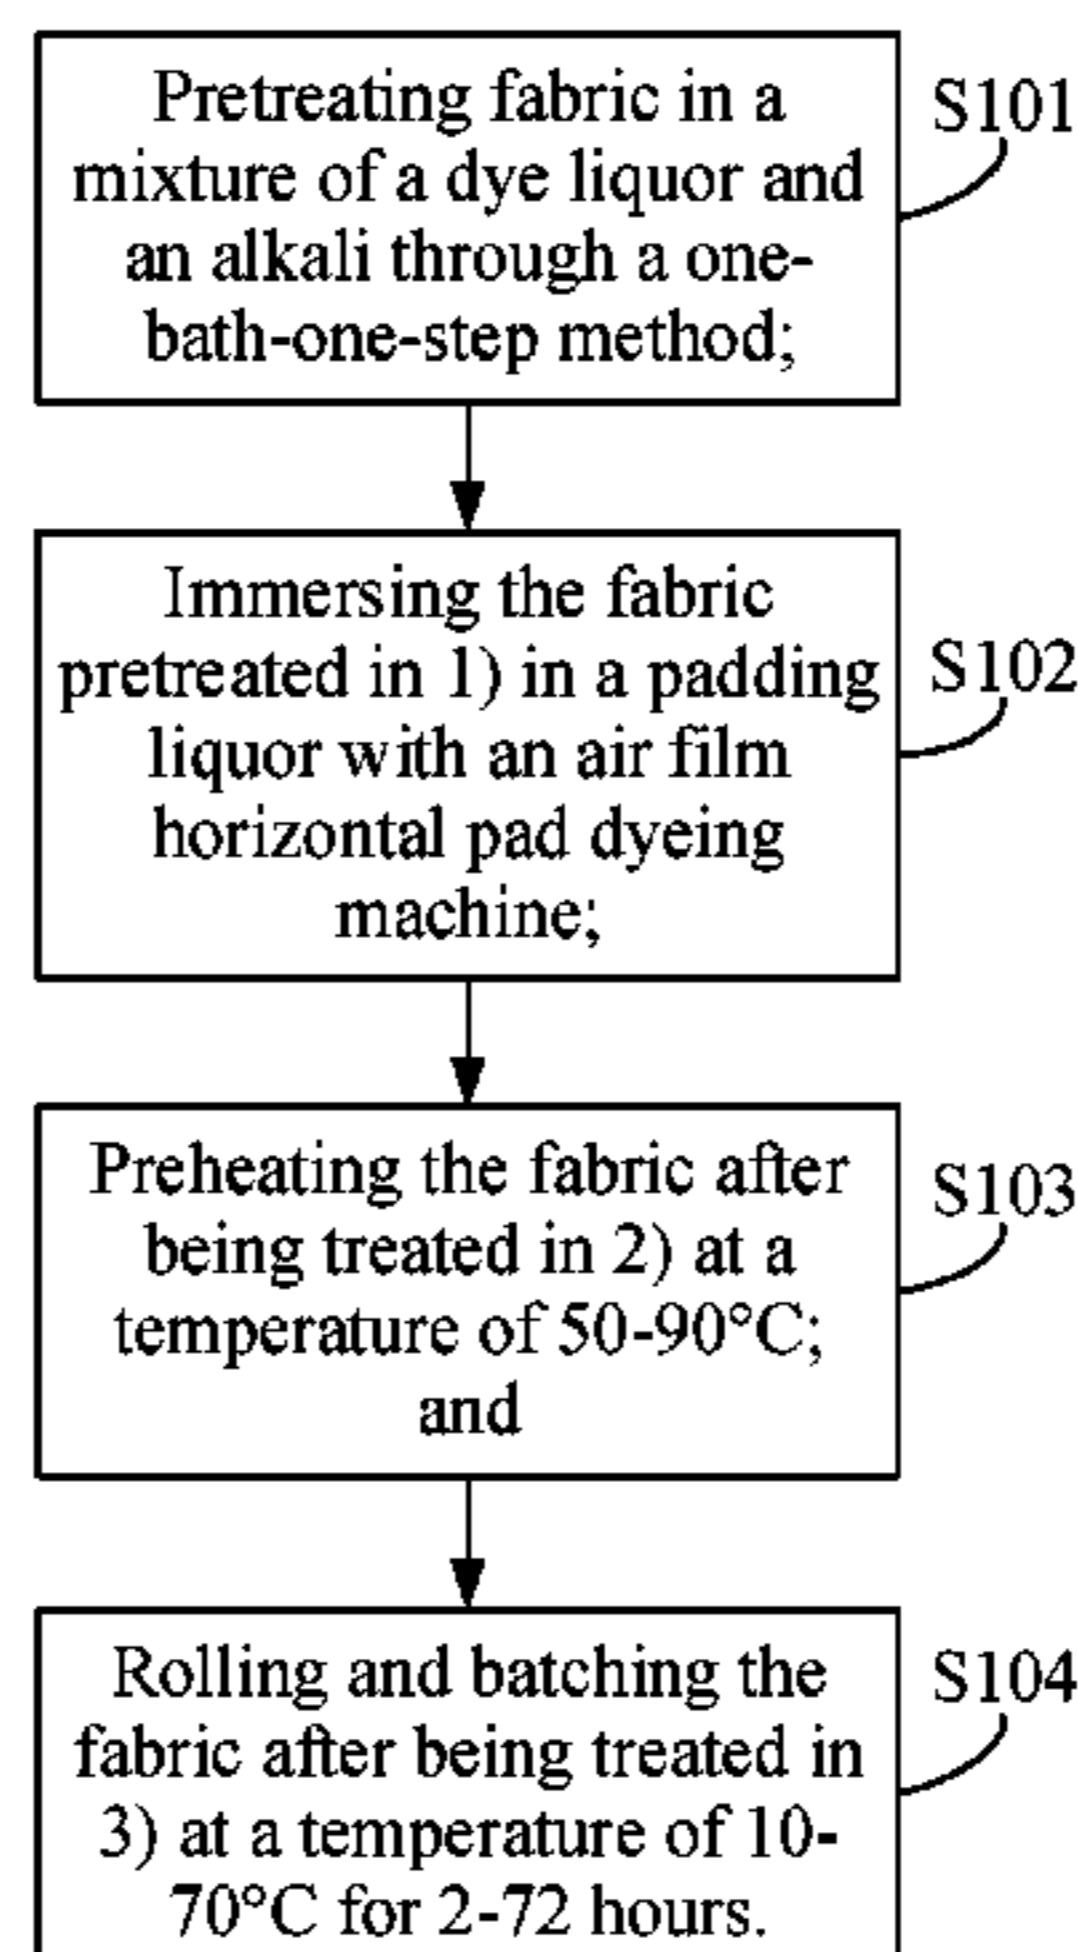 Pretreating fabric in a
mixture of a dye liquor and
an alkali through a one-
bath-one-step method;
S101
Immersing the fabric
pretreated in 1) in a padding
liquor with an air film
horizontal pad dyeing
machine;
S102
Preheating the fabric after
being treated in 2) at a
temperature of 50-90°C;
and
S103
Rolling and batching the
fabric after being treated in
3) at a temperature of 10-
70°C for 2-72 hours.
S104